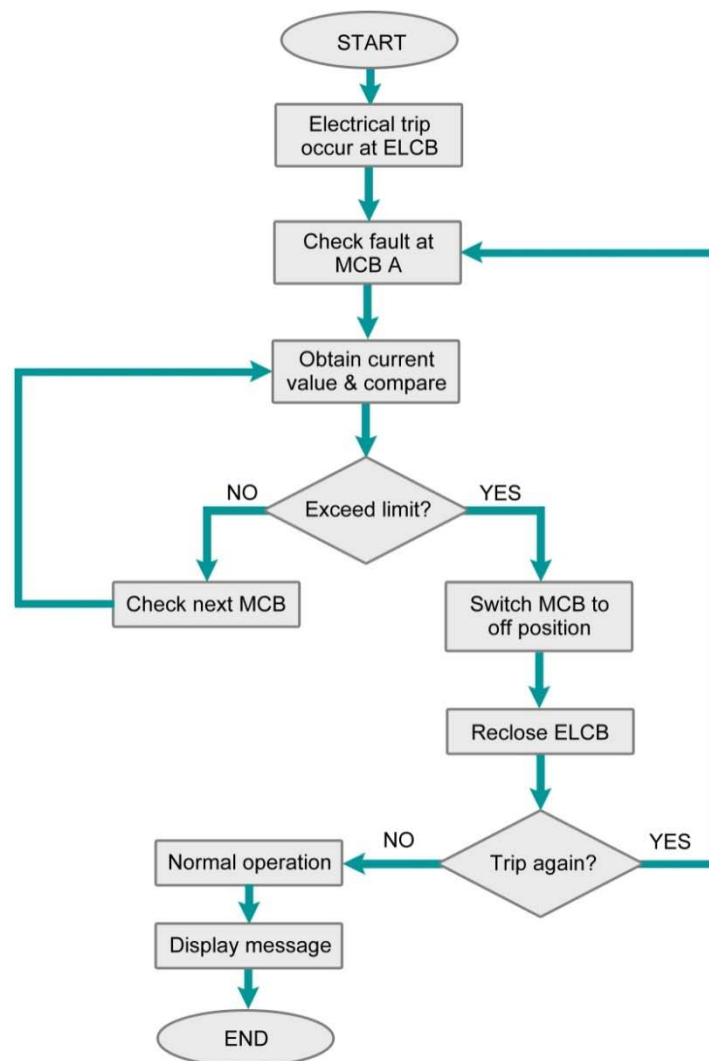 START
Electrical trip
occur at ELCB
Check fault at
MCB A
Obtain current
value & compare
NO
YES
Exceed limit?
Check next MCB
Switch MCB to
off position
Reclose ELCB
NO
YES
Trip again?
Normal operation
Display message
END